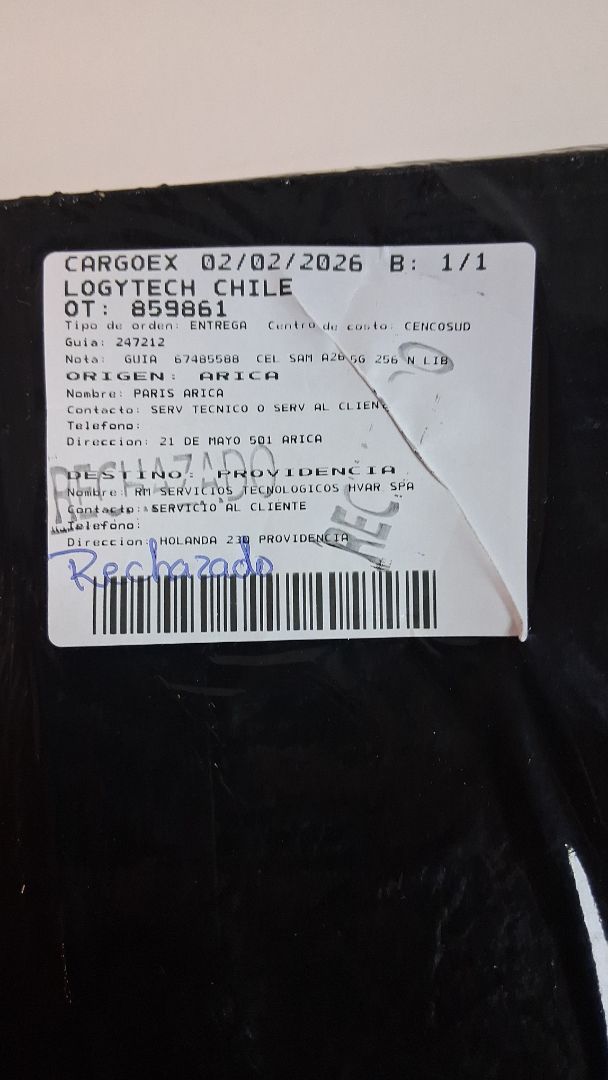 CARGOEX 02/02/2026 B: 1/1
LOGYTECH CHILE
OT: 859861
Tipo de orden: ENTREGA Centro de costo: CENCOSUD
Guia: 247212
Nota: GUIA 67485588 CEL SAM A26 5G 256 N LIB
ORIGEN: ARICA
Nombre: PARIS ARICA
Contacto: SERV TECNICO O SERV AL CLIENT
Telefono:
Direccion: 21 DE MAYO 501 ARICA
RECHAZADO
DESTINO: PROVIDENCIA
Nombre: RM SERVICIOS TECNOLOGICOS HVAR SPA
Contacto: SERVICIO AL CLIENTE
Telefono:
REC
Direccion: HOLANDA 230 PROVIDENCIA
Rechazado